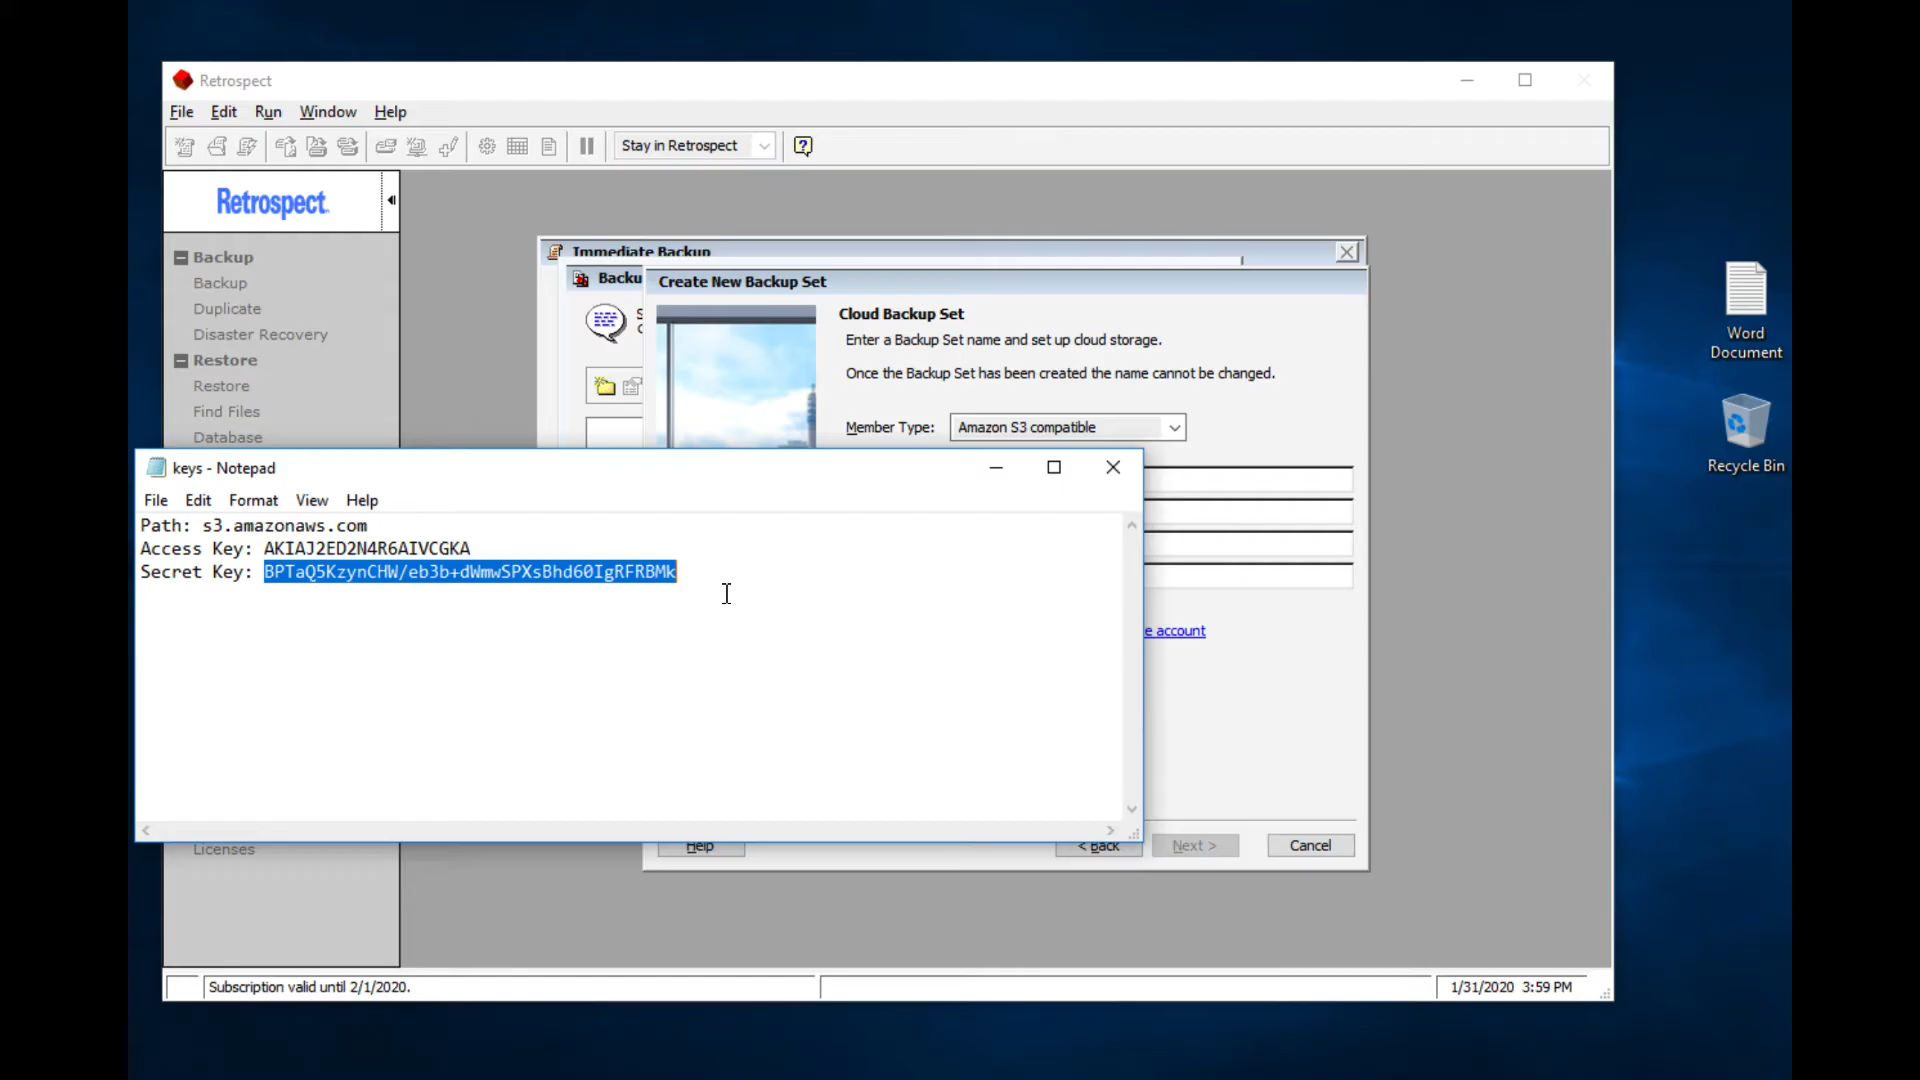 Retrospect
File Edit Run Window Help
Stay in Retrospect
Retrospect
Backup
Backup
Duplicate
Disaster Recovery
Restore
Restore
Find Files
Database
Licenses
Immediate Backup
Backu
Create New Backup Set
Cloud Backup Set
Enter a Backup Set name and set up cloud storage.
Once the Backup Set has been created the name cannot be changed.
Member Type: Amazon S3 compatible
e account
Help < Back Next > Cancel
keys - Notepad
File Edit Format View Help
Path: s3.amazonaws.com
Access Key: AKIAJ2ED2N4R6AIVCGKA
Secret Key: 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
Word
Document
Recycle Bin
Subscription valid until 2/1/2020.
1/31/2020 3:59 PM